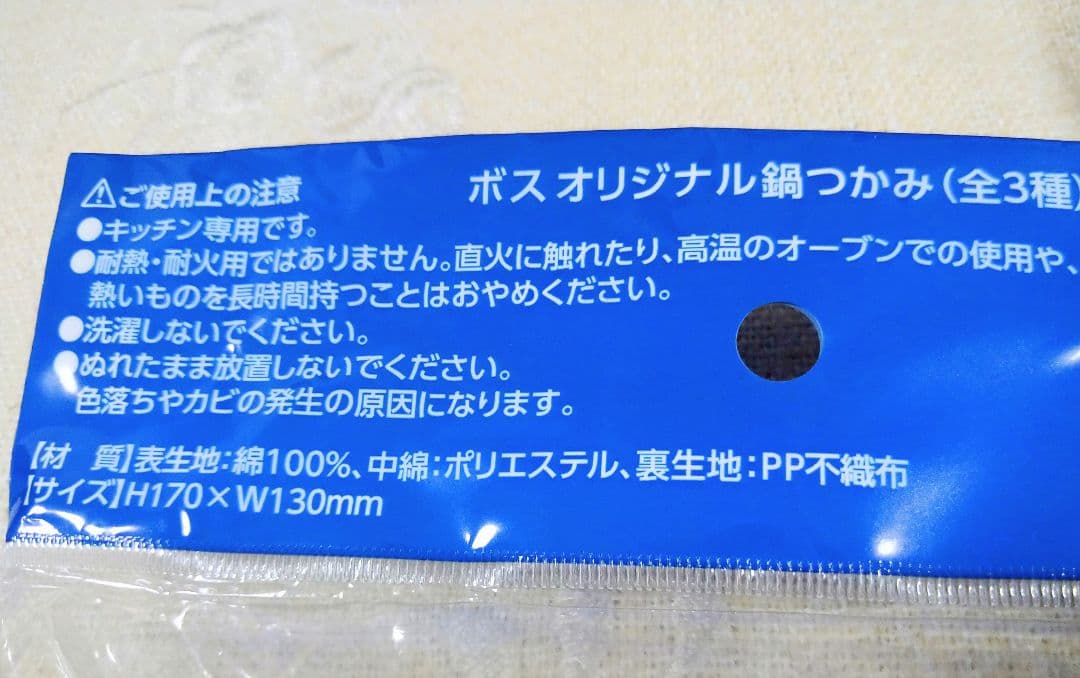 ボス オリジナル鍋つかみ（全3種）
⚠ご使用上の注意
●キッチン専用です。
●耐熱・耐火用ではありません。直火に触れたり、高温のオーブンでの使用や、
熱いものを長時間持つことはおやめください。
●洗濯しないでください。
●ぬれたまま放置しないでください。
色落ちやカビの発生の原因になります。
【材　質】表生地：綿100%、中綿：ポリエステル、裏生地：PP不織布
【サイズ】H170×W130mm